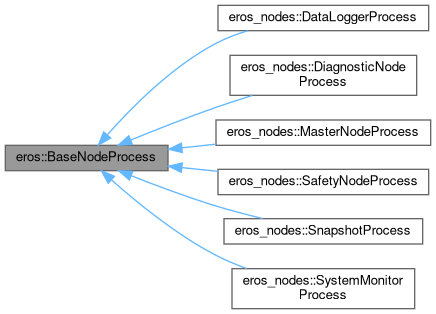 eros_nodes::DataLoggerProcess
eros_nodes::DiagnosticNode
Process
eros_nodes::MasterNodeProcess
eros::BaseNodeProcess
eros_nodes::SafetyNodeProcess
eros_nodes::SnapshotProcess
eros_nodes::SystemMonitor
Process